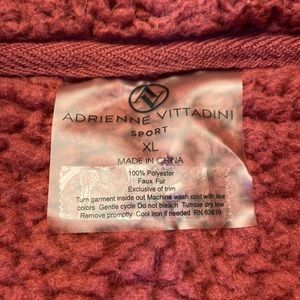 ADRIENNE VITTADINI
SPORT
XL
MADE IN CHINA
100% Polyester
Faux Fur
Exclusive of trim
Turn garment inside out Machine wash cold with like
colors Gentle cycle Do not bleach Tumble dry low
Remove promptly Cool iron if needed RN 63619